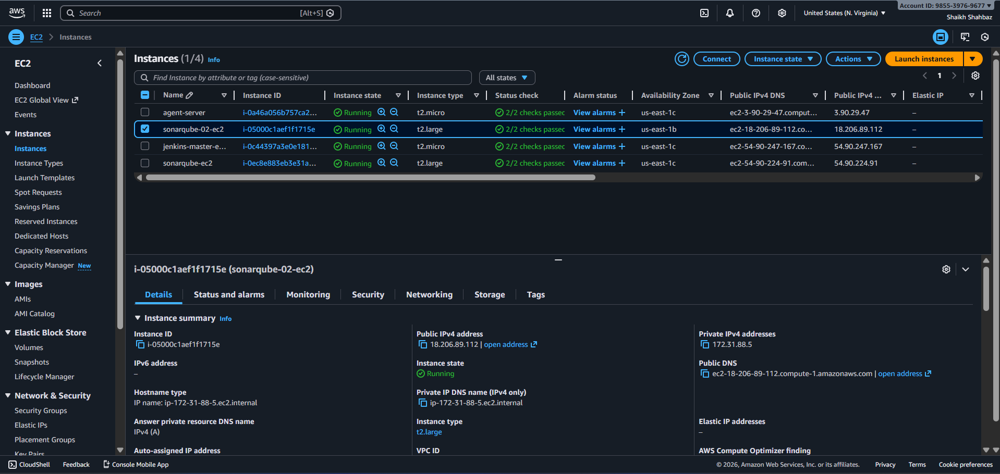 aws
Search [Alt+S]
United States (N. Virginia)
Account ID: 9855-3976-9677
Shaikh Shahbaz
EC2 Instances
EC2
Dashboard
EC2 Global View
Events
Instances
Instances
Instance Types
Launch Templates
Spot Requests
Savings Plans
Reserved Instances
Dedicated Hosts
Capacity Reservations
Capacity Manager New
Images
AMIs
AMI Catalog
Elastic Block Store
Volumes
Snapshots
Lifecycle Manager
Network & Security
Security Groups
Elastic IPs
Placement Groups
Key Pairs
Instances (1/4) Info
Connect
Instance state
Actions
Launch instances
Find Instance by attribute or tag (case-sensitive)
All states
1
Name Instance ID Instance state Instance type Status check Alarm status Availability Zone Public IPv4 DNS Public IPv4 ... Elastic IP
agent-server i-0a46a056b757ca2... Running t2.micro 2/2 checks passec View alarms + us-east-1c ec2-3-90-29-47.comput... 3.90.29.47 –
sonarqube-02-ec2 i-05000c1aef1f1715e Running t2.large 2/2 checks passec View alarms + us-east-1b ec2-18-206-89-112.co... 18.206.89.112 –
jenkins-master-e... i-0c44397a3e0e181... Running t2.micro 2/2 checks passec View alarms + us-east-1c ec2-54-90-247-167.co... 54.90.247.167 –
sonarqube-ec2 i-0ec8e883eb3e31a... Running t2.large 2/2 checks passec View alarms + us-east-1c ec2-54-90-224-91.com... 54.90.224.91 –
i-05000c1aef1f1715e (sonarqube-02-ec2)
Details Status and alarms Monitoring Security Networking Storage Tags
Instance summary Info
Instance ID
i-05000c1aef1f1715e
Public IPv4 address
18.206.89.112 | open address
Private IPv4 addresses
172.31.88.5
IPv6 address
–
Instance state
Running
Public DNS
ec2-18-206-89-112.compute-1.amazonaws.com | open address
Hostname type
IP name: ip-172-31-88-5.ec2.internal
Private IP DNS name (IPv4 only)
ip-172-31-88-5.ec2.internal
Answer private resource DNS name
IPv4 (A)
Instance type
t2.large
Elastic IP addresses
–
Auto-assigned IP address
VPC ID
AWS Compute Optimizer finding
CloudShell Feedback Console Mobile App
© 2026, Amazon Web Services, Inc. or its affiliates. Privacy Terms Cookie preferences